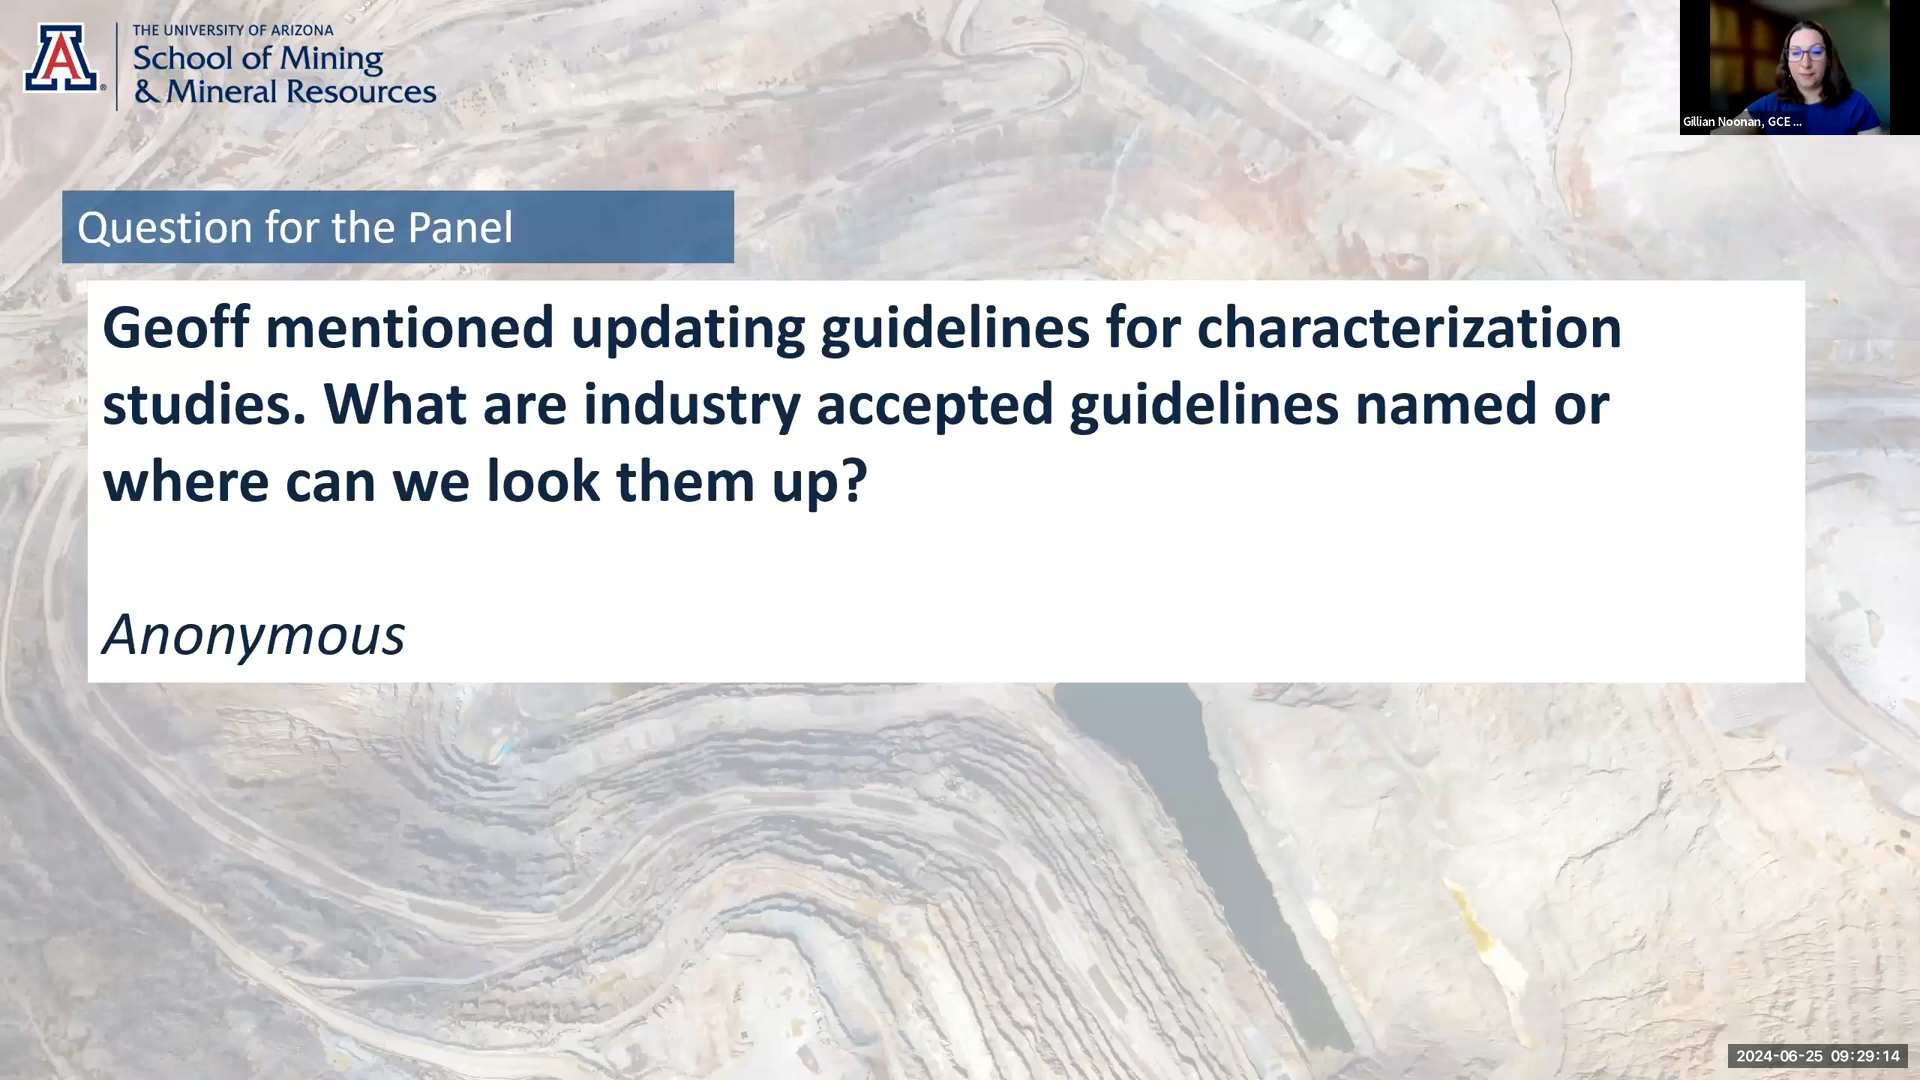 THE UNIVERSITY OF ARIZONA
School of Mining
& Mineral Resources
Gillian Noonan, GCE ...
Question for the Panel
Geoff mentioned updating guidelines for characterization
studies. What are industry accepted guidelines named or
where can we look them up?
Anonymous
2024-06-25 09:29:14